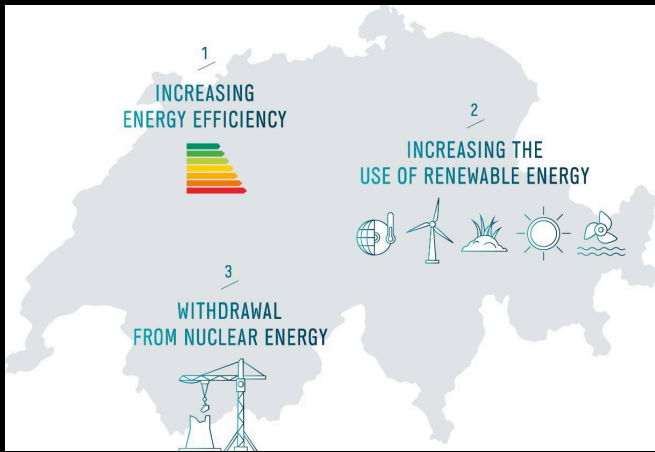 1
INCREASING
ENERGY EFFICIENCY
2
INCREASING THE
USE OF RENEWABLE ENERGY
3
WITHDRAWAL
FROM NUCLEAR ENERGY